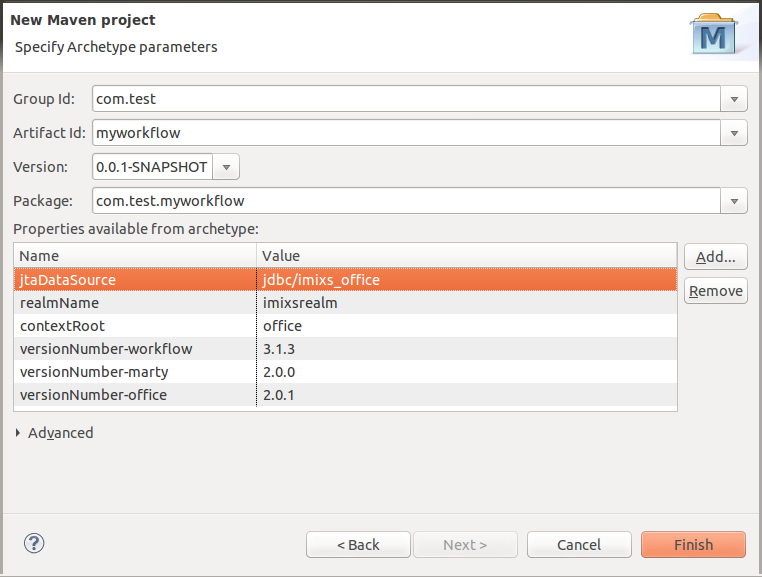 New Maven project
Specify Archetype parameters
M
Group Id: com.test
Artifact Id: myworkflow
Version: 0.0.1-SNAPSHOT
Package: com.test.myworkflow
Properties available from archetype:
Name Value
jtaDataSource jdbc/imixs_office
realmName imixsrealm
contextRoot office
versionNumber-workflow 3.1.3
versionNumber-marty 2.0.0
versionNumber-office 2.0.1
Add...
Remove
Advanced
? < Back Next > Cancel Finish